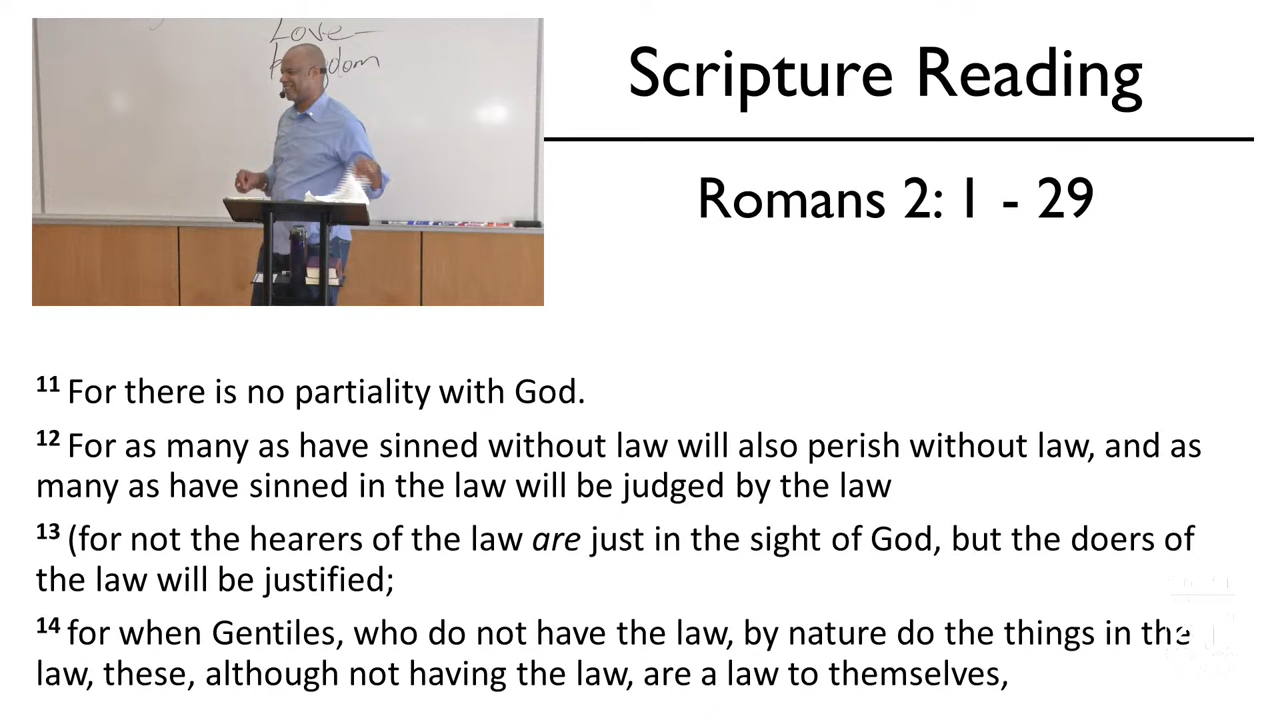 Love
Scripture Reading
Romans 2: 1 - 29
11 For there is no partiality with God.
12 For as many as have sinned without law will also perish without law, and as
many as have sinned in the law will be judged by the law
13 (for not the hearers of the law are just in the sight of God, but the doers of
the law will be justified;
14 for when Gentiles, who do not have the law, by nature do the things in the
law, these, although not having the law, are a law to themselves,